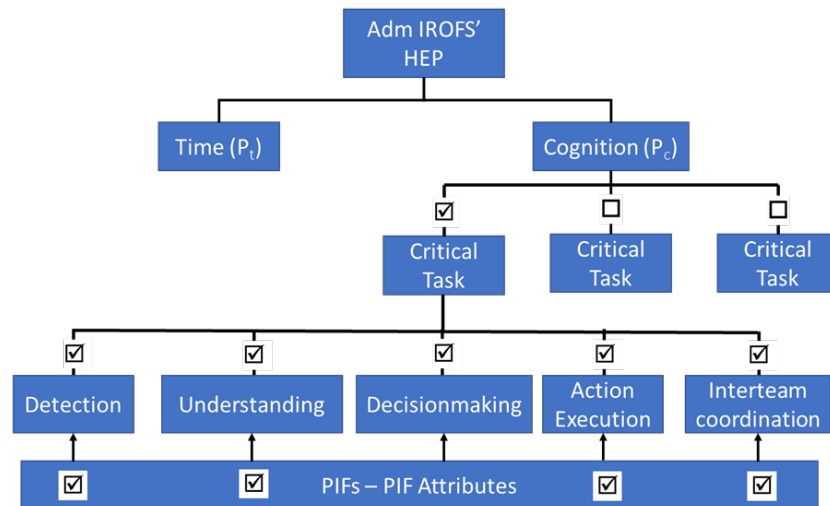 Adm IROFS'
HEP
Time (Pt)
Cognition (Pc)
Critical
Task
Critical
Task
Critical
Task
Detection
Understanding
Decisionmaking
Action
Execution
Interteam
coordination
PIFs – PIF Attributes